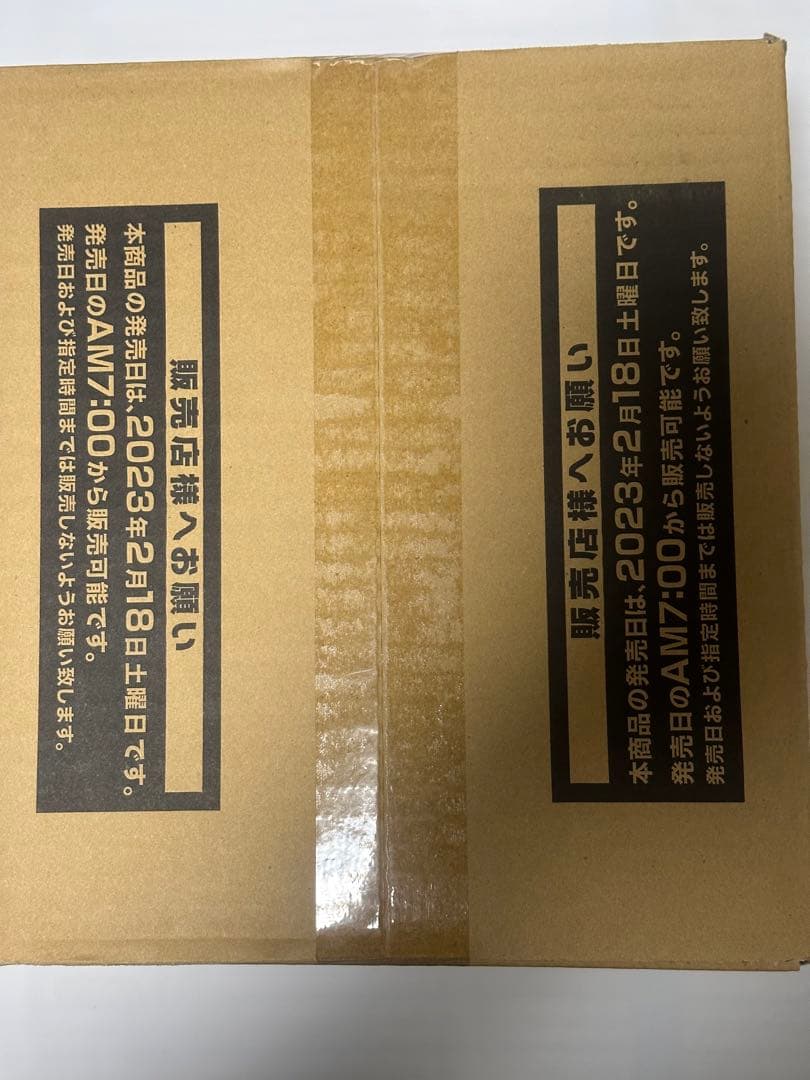 販売店様へお願い
本商品の発売日は、2023年2月18日土曜日です。
発売日のAM7:00から販売可能です。
発売日および指定時間までは販売しないようお願い致します。
販売店様へお願い
本商品の発売日は、2023年2月18日土曜日です。
発売日のAM7:00から販売可能です。
発売日および指定時間までは販売しないようお願い致します。